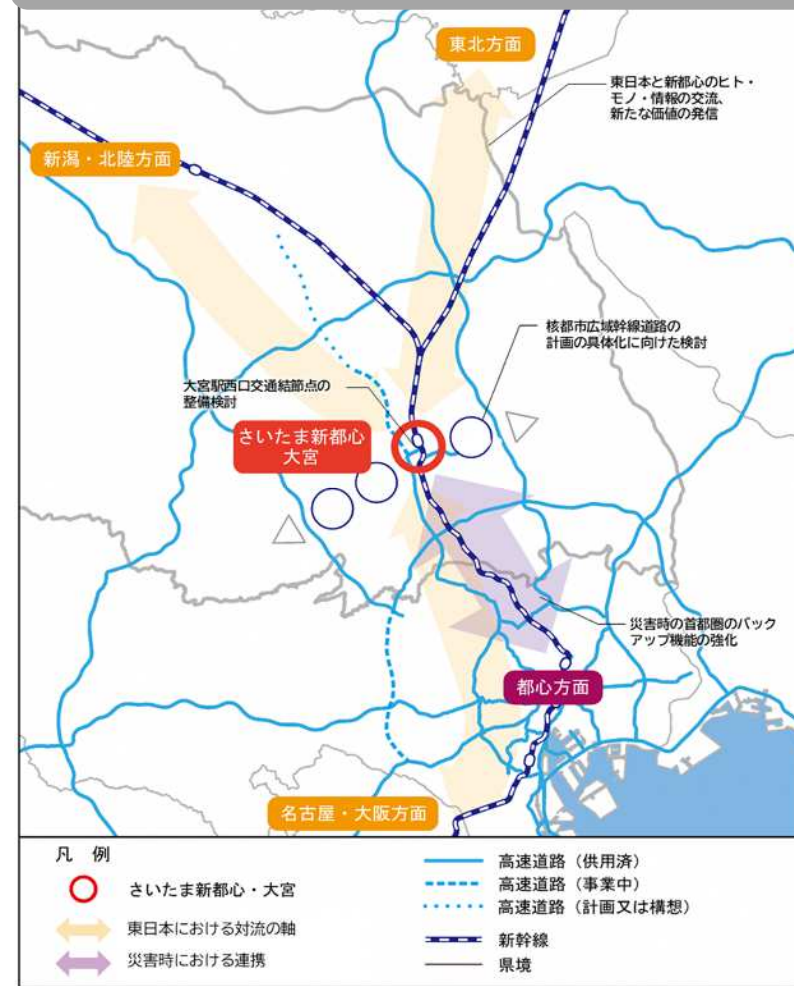 東北方面
東日本と新都心のヒト・
モノ・情報の交流、
新たな価値の発信
新潟・北陸方面
核都市広域幹線道路の
計画の具体化に向けた検討
大宮駅西口交通結節点の
整備検討
さいたま新都心
大宮
災害時の首都圏のバック
アップ機能の強化
都心方面
名古屋・大阪方面
凡 例
さいたま新都心・大宮
東日本における対流の軸
災害時における連携
高速道路（供用済）
高速道路（事業中）
高速道路（計画又は構想）
新幹線
県境